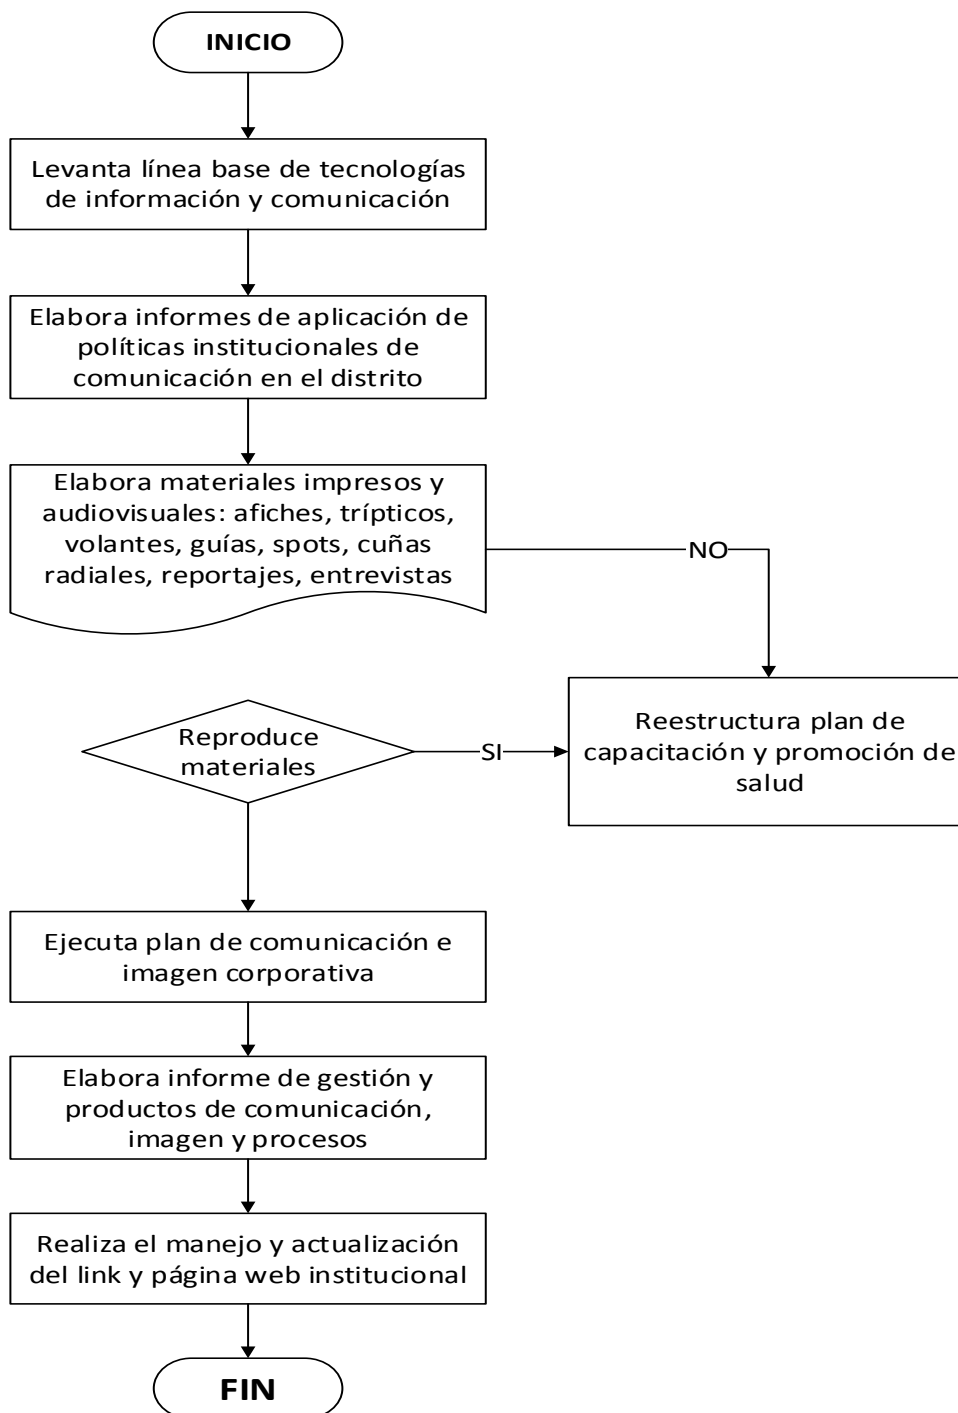 INICIO
Levanta línea base de tecnologías
de información y comunicación
Elabora informes de aplicación de
políticas institucionales de
comunicación en el distrito
Elabora materiales impresos y
audiovisuales: afiches, trípticos,
volantes, guías, spots, cuñas
radiales, reportajes, entrevistas
NO
Reproduce
materiales
SI
Reestructura plan de
capacitación y promoción de
salud
Ejecuta plan de comunicación e
imagen corporativa
Elabora informe de gestión y
productos de comunicación,
imagen y procesos
Realiza el manejo y actualización
del link y página web institucional
FIN